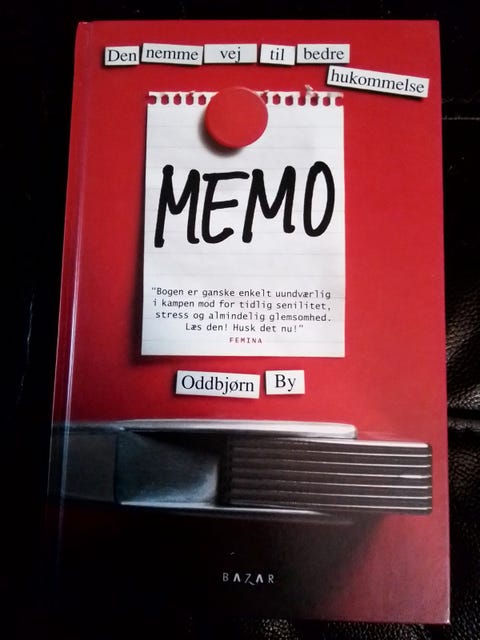 Den nemme vej til bedre
hukommelse
MEMO
"Bogen er ganske enkelt uundværlig
i kampen mod for tidlig senilitet,
stress og almindelig glemsomhed.
Læs den! Husk det nu!"
FEMINA
Oddbjørn By
BAZAR